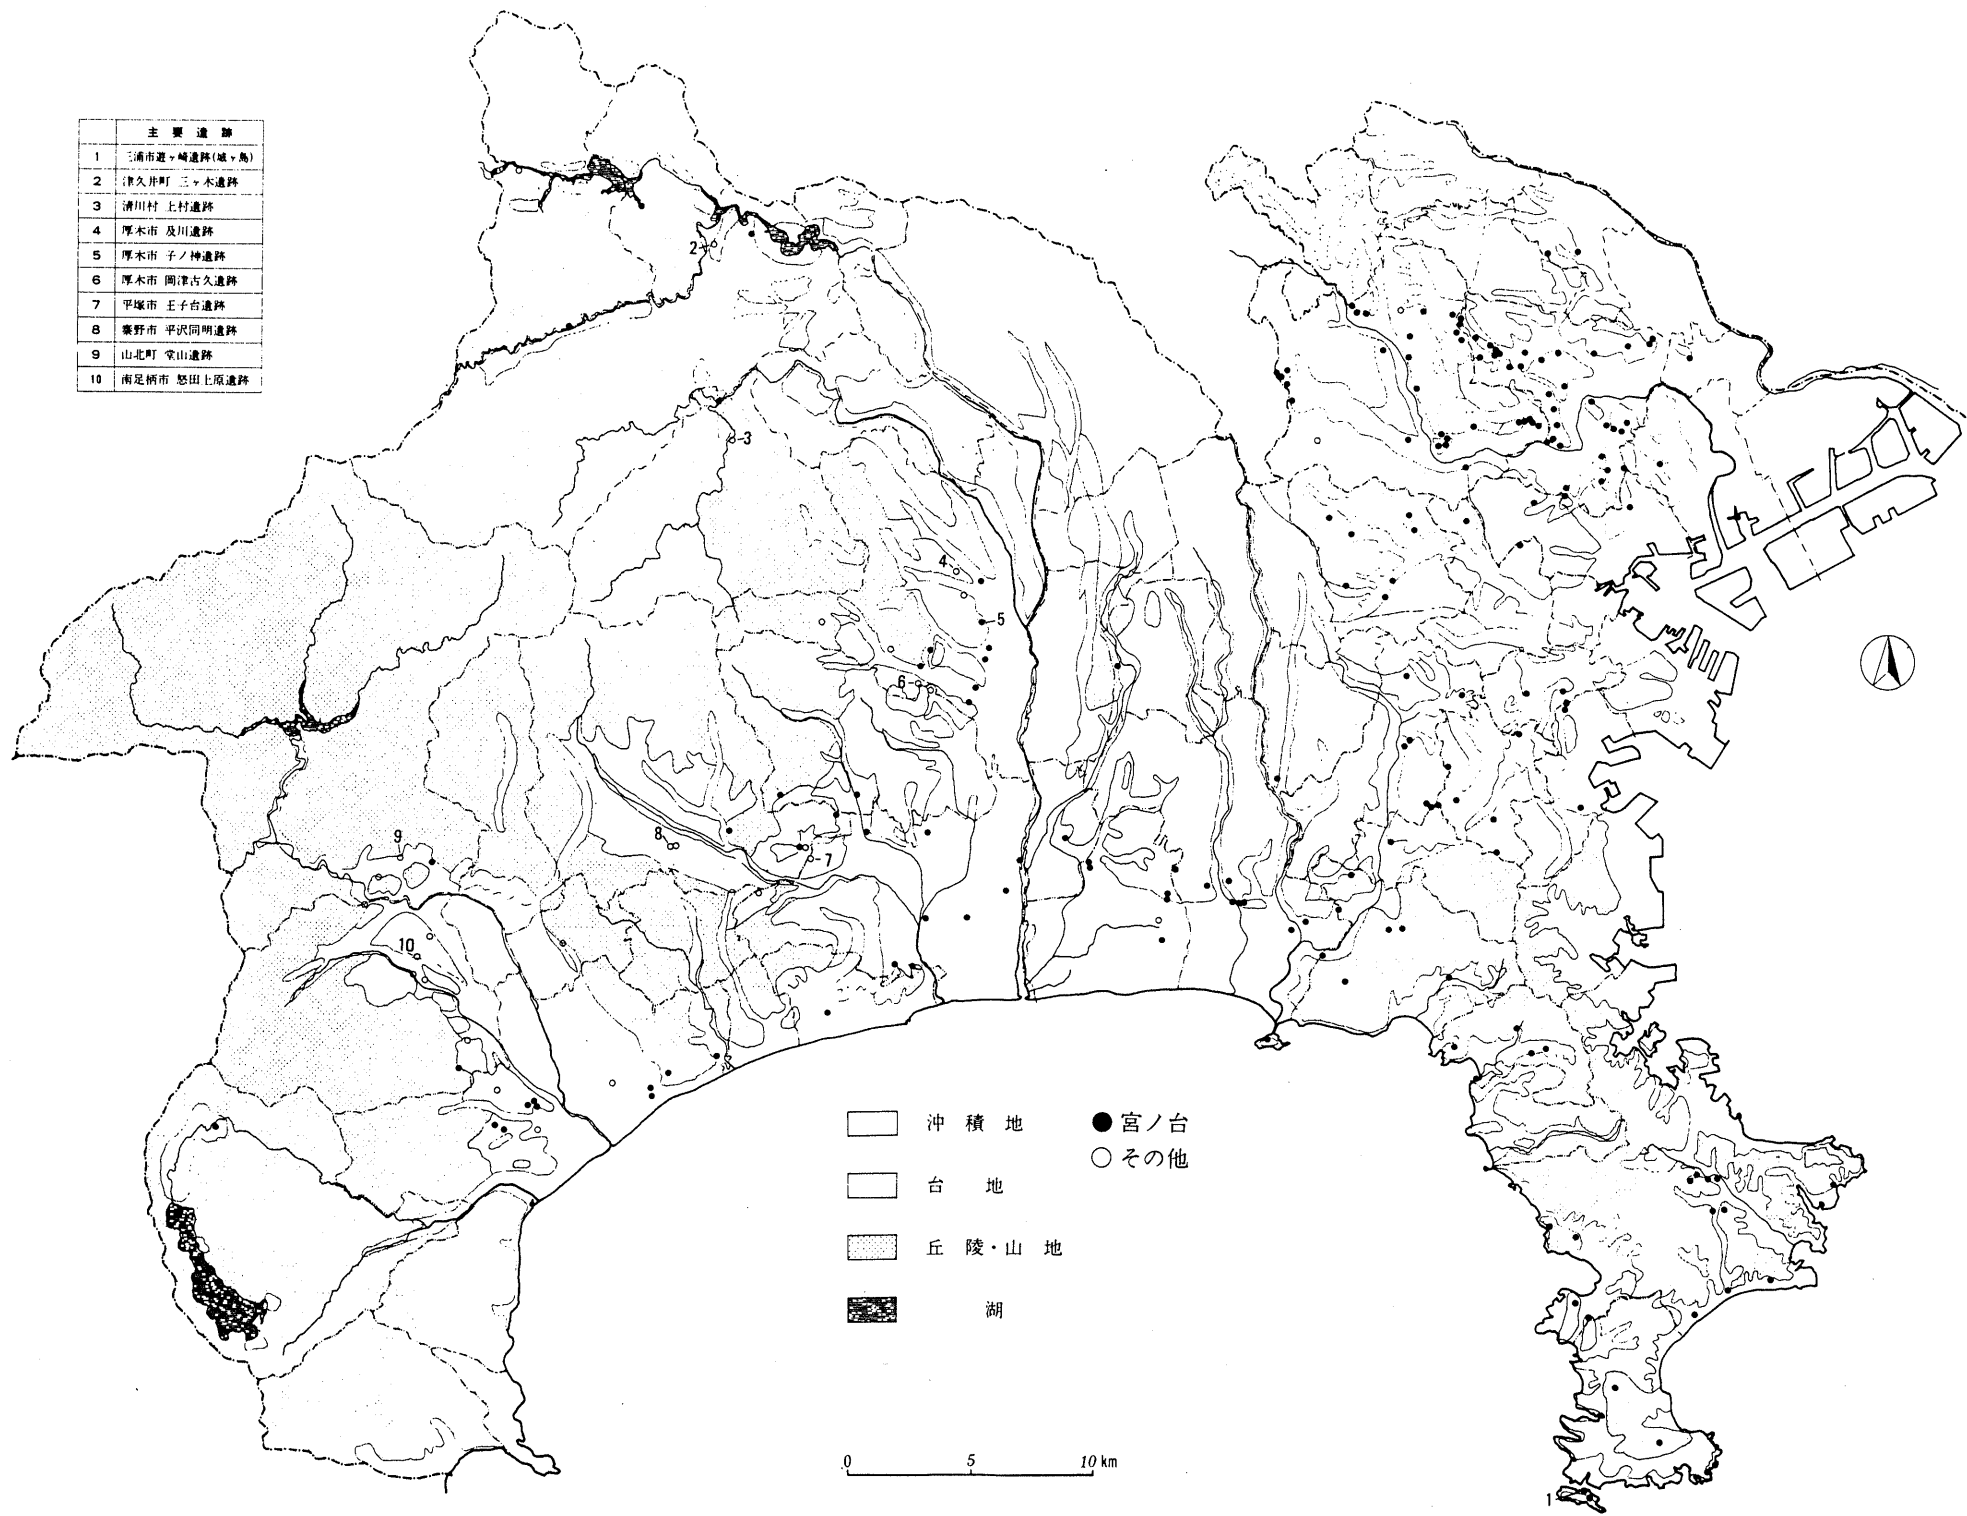 主要遺跡
1 三浦市遊ヶ崎遺跡(城ヶ島)
2 津久井町 三ヶ木遺跡
3 清川村 上村遺跡
4 厚木市 及川遺跡
5 厚木市 子ノ神遺跡
6 厚木市 岡津古久遺跡
7 平塚市 王子台遺跡
8 秦野市 平沢同明遺跡
9 山北町 堂山遺跡
10 南足柄市 怒田上原遺跡
2
3
4
5
6
9
8
7
10
沖積地
台地
丘陵・山地
湖
●宮ノ台
○その他
0 5 10km
1